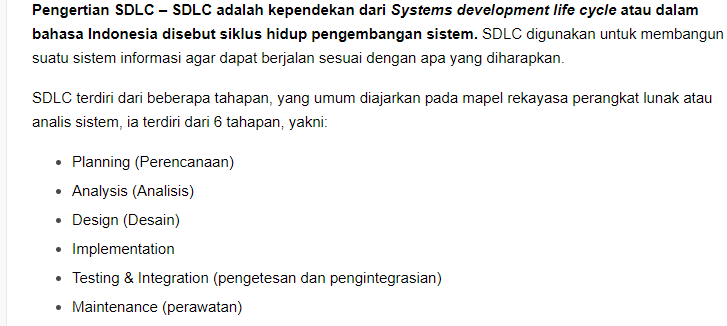 Pengertian SDLC – SDLC adalah kependekan dari Systems development life cycle atau dalam
bahasa Indonesia disebut siklus hidup pengembangan sistem. SDLC digunakan untuk membangun
suatu sistem informasi agar dapat berjalan sesuai dengan apa yang diharapkan.
SDLC terdiri dari beberapa tahapan, yang umum diajarkan pada mapel rekayasa perangkat lunak atau
analis sistem, ia terdiri dari 6 tahapan, yakni:
• Planning (Perencanaan)
• Analysis (Analisis)
• Design (Desain)
• Implementation
• Testing & Integration (pengetesan dan pengintegrasian)
• Maintenance (perawatan)